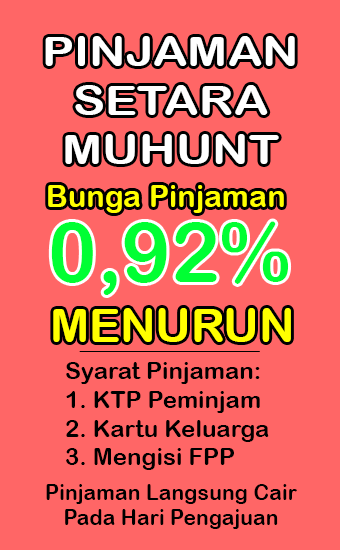 PINJAMAN
SETARA
MUHUNT
Bunga Pinjaman
0,92%
MENURUN
Syarat Pinjaman:
1. KTP Peminjam
2. Kartu Keluarga
3. Mengisi FPP
Pinjaman Langsung Cair
Pada Hari Pengajuan